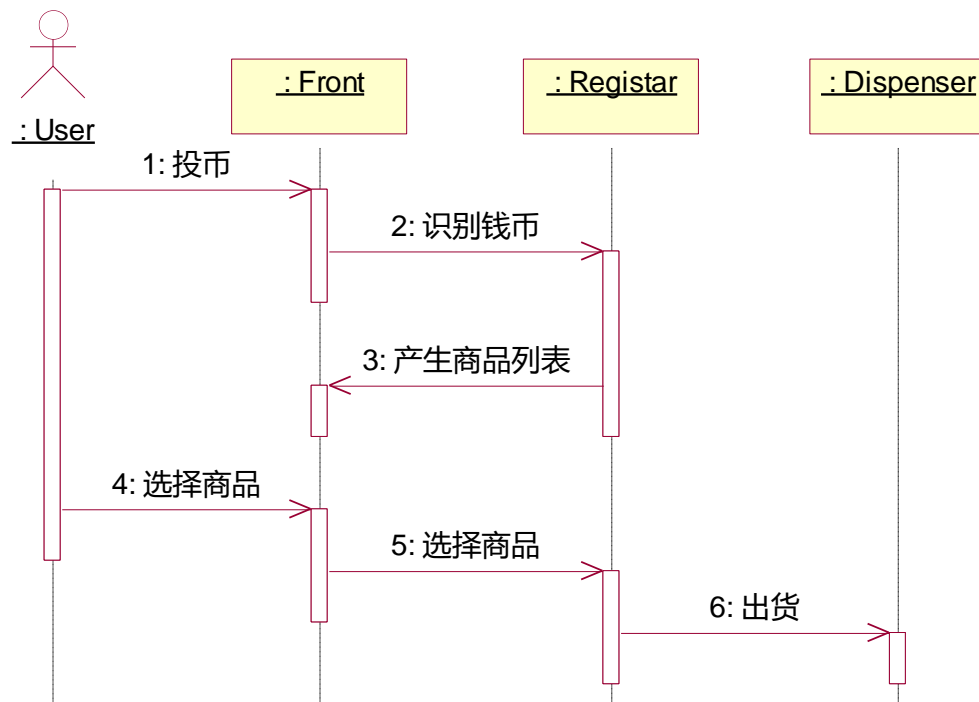 : Front
: Registar
: Dispenser
: User
1: 投币
2: 识别钱币
3: 产生商品列表
4: 选择商品
5: 选择商品
6: 出货